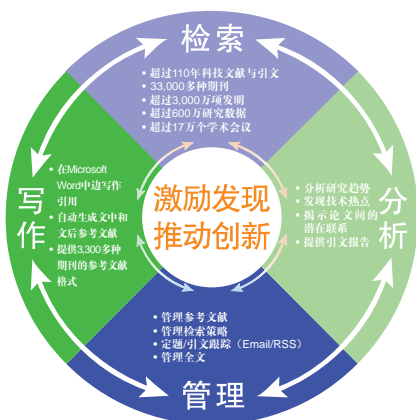 检索
• 超过110年科技文献与引文
• 33,000多种期刊
• 超过3,000万项发明
• 超过600万研究数据
• 超过17万个学术会议
写作
• 在Microsoft
Word中边写作
引用
• 自动生成文中和
文后参考文献
• 提供3,300多种
期刊的参考文献
格式
激励发现
推动创新
• 分析研究趋势
• 发现技术热点
• 揭示论文间的
潜在联系
• 提供引文报告
分析
• 管理参考文献
• 管理检索策略
• 定题/引文跟踪（Email/RSS）
• 管理全文
管理